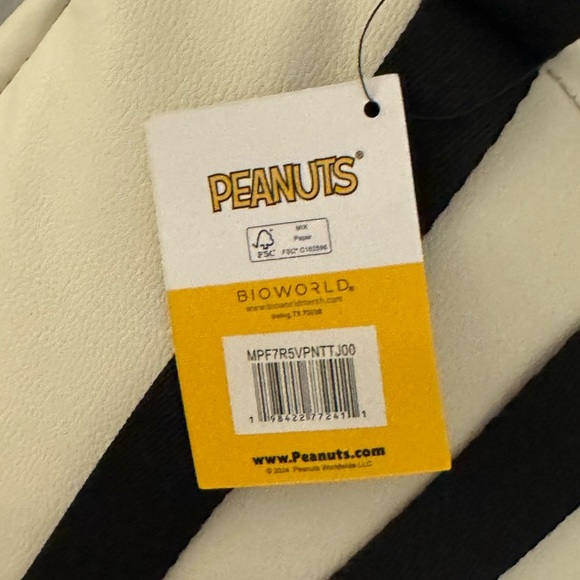 PEANUTS®
MIX
Paper
FSC
FSC® C182596
BIOWORLD®
www.bioworldmerch.com
Irving, TX 75038
MPF7R5VPNTTJ00
1 98422 77241 1
www.Peanuts.com
© 2024 Peanuts Worldwide LLC